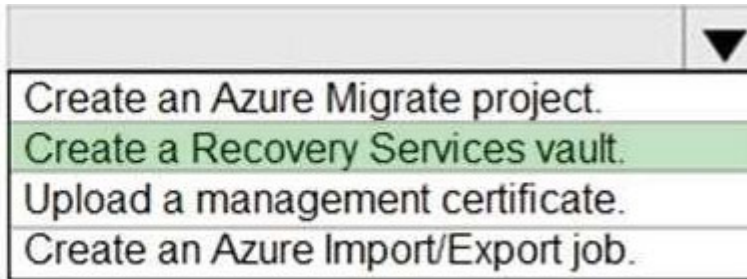 Create an Azure Migrate project.
Create a Recovery Services vault.
Upload a management certificate.
Create an Azure Import/Export job.